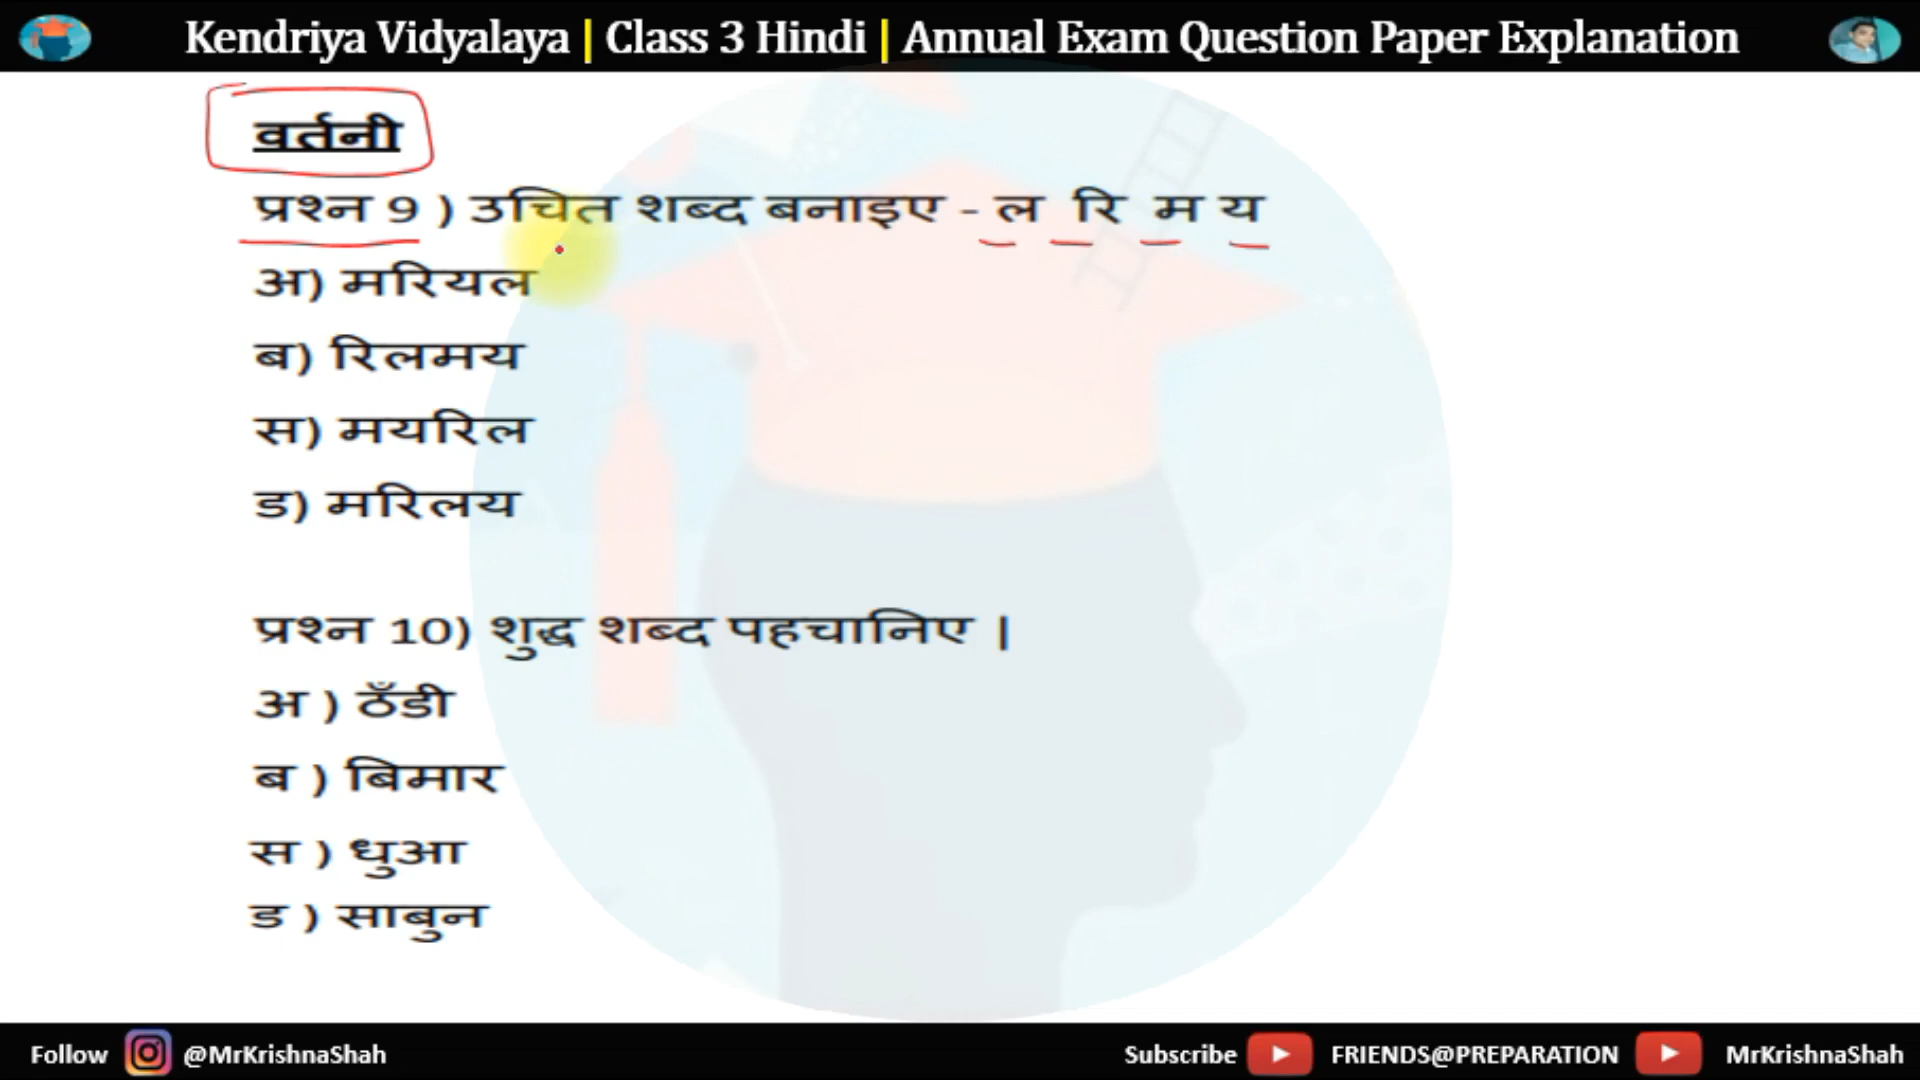 Kendriya Vidyalaya | Class 3 Hindi | Annual Exam Question Paper Explanation
वर्तनी
प्रश्न 9 ) उचित शब्द बनाइए - ल रि म य
अ) मरियल
ब) रिलमय
स) मयरिल
ड) मरिलय
प्रश्न 10) शुद्ध शब्द पहचानिए |
अ ) ठँडी
ब ) बिमार
स ) धुआ
ड ) साबुन
Follow @MrKrishnaShah Subscribe FRIENDS@PREPARATION MrKrishnaShah